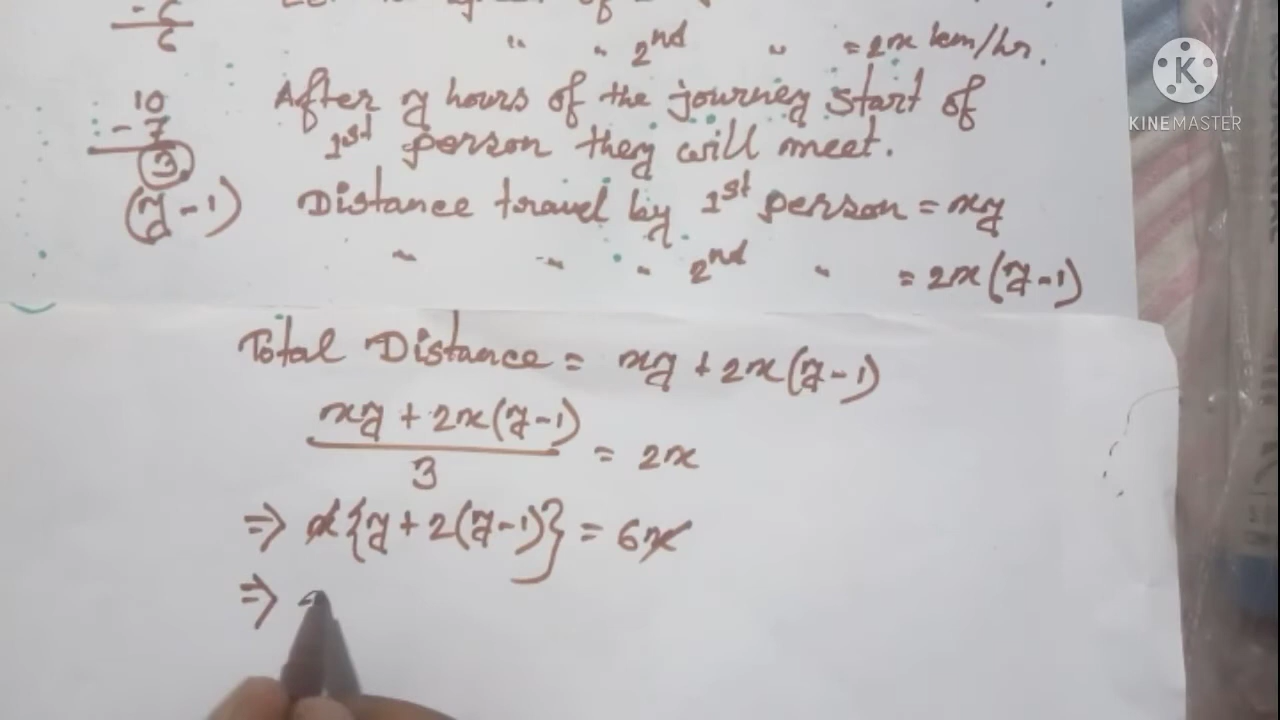 - 6
6
" " 2nd " = 2x km/hr.
10
- 7
3
After y hours of the journey start of
1st person they will meet.
(y - 1)
Distance travel by 1st person = xy
" " " 2nd " = 2x(y-1)
Total Distance = xy + 2x(y-1)
xy + 2x(y-1)
3
= 2x
=> x{y + 2(y-1)} = 6x
=>
K
KINEMASTER